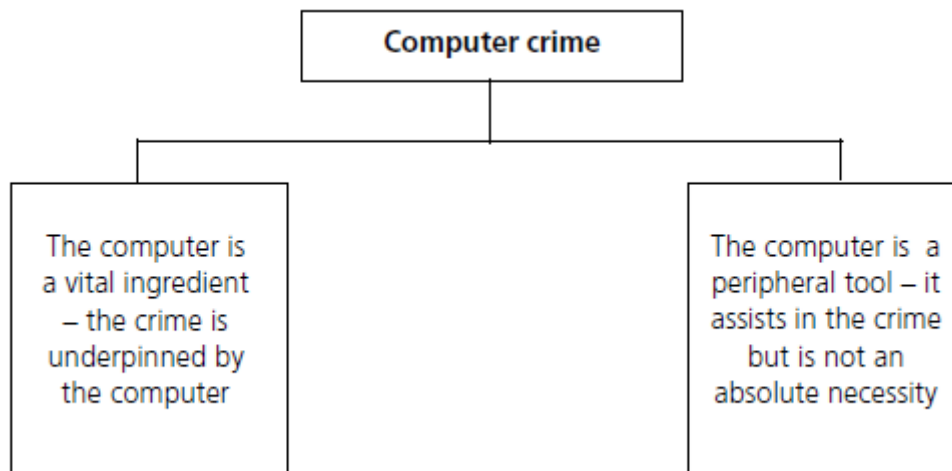 Computer crime
The computer is
a vital ingredient
– the crime is
underpinned by
the computer
The computer is a
peripheral tool – it
assists in the crime
but is not an
absolute necessity